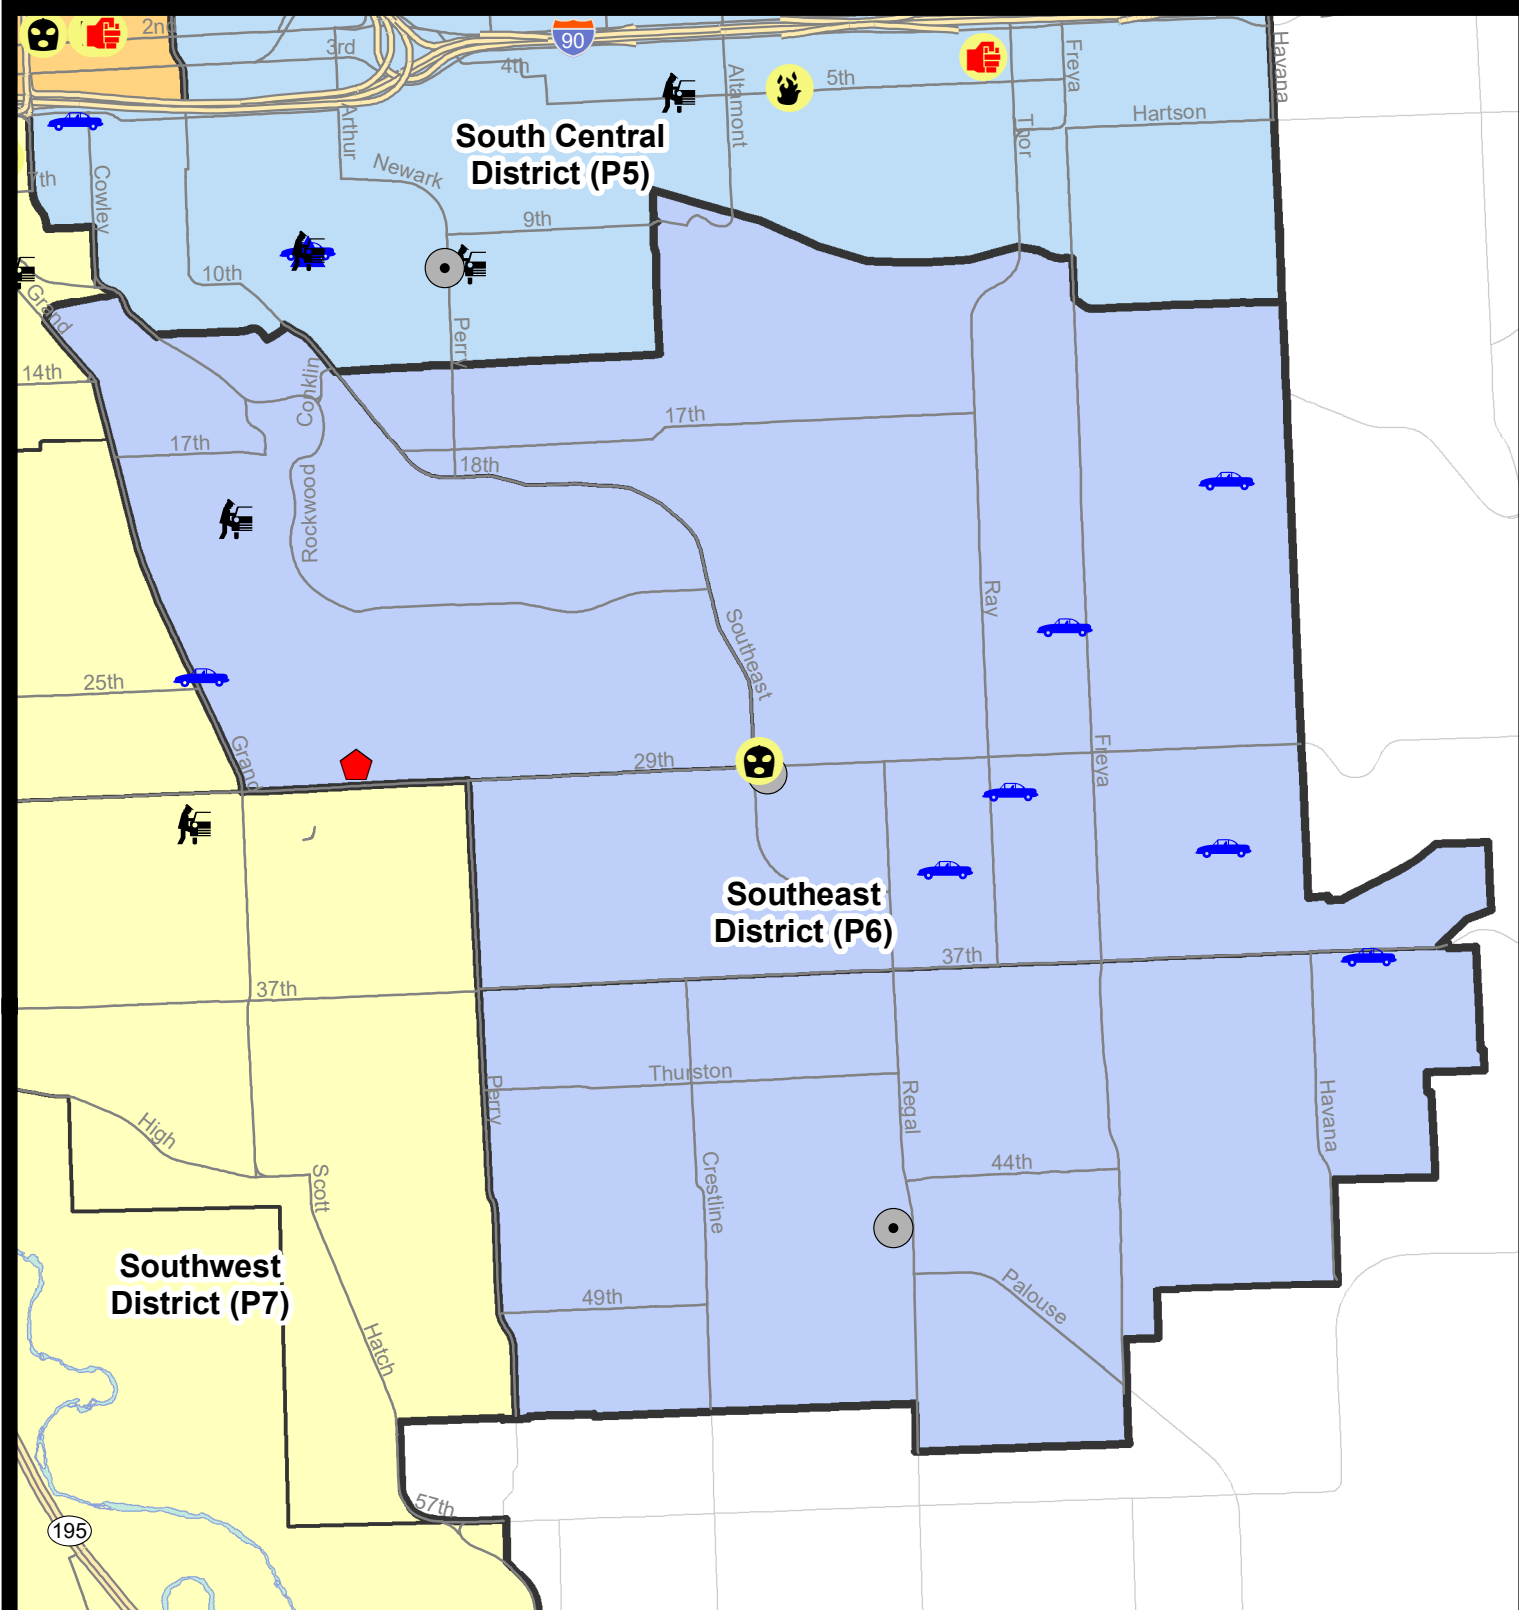 2nd
3rd
90
4th
5th
Altamont
Freya
Havana
Hartson
Thor
Arthur
South Central
District (P5)
Newark
7th
Cowley
9th
10th
Grand
Perry
14th
Conklin
17th
17th
18th
Rockwood
Ray
Southeast
25th
Grand
29th
Freya
Southeast
District (P6)
37th
37th
Thurston
Perry
Regal
Havana
High
Scott
Crestline
44th
Southwest
District (P7)
49th
Palouse
Hatch
57th
195